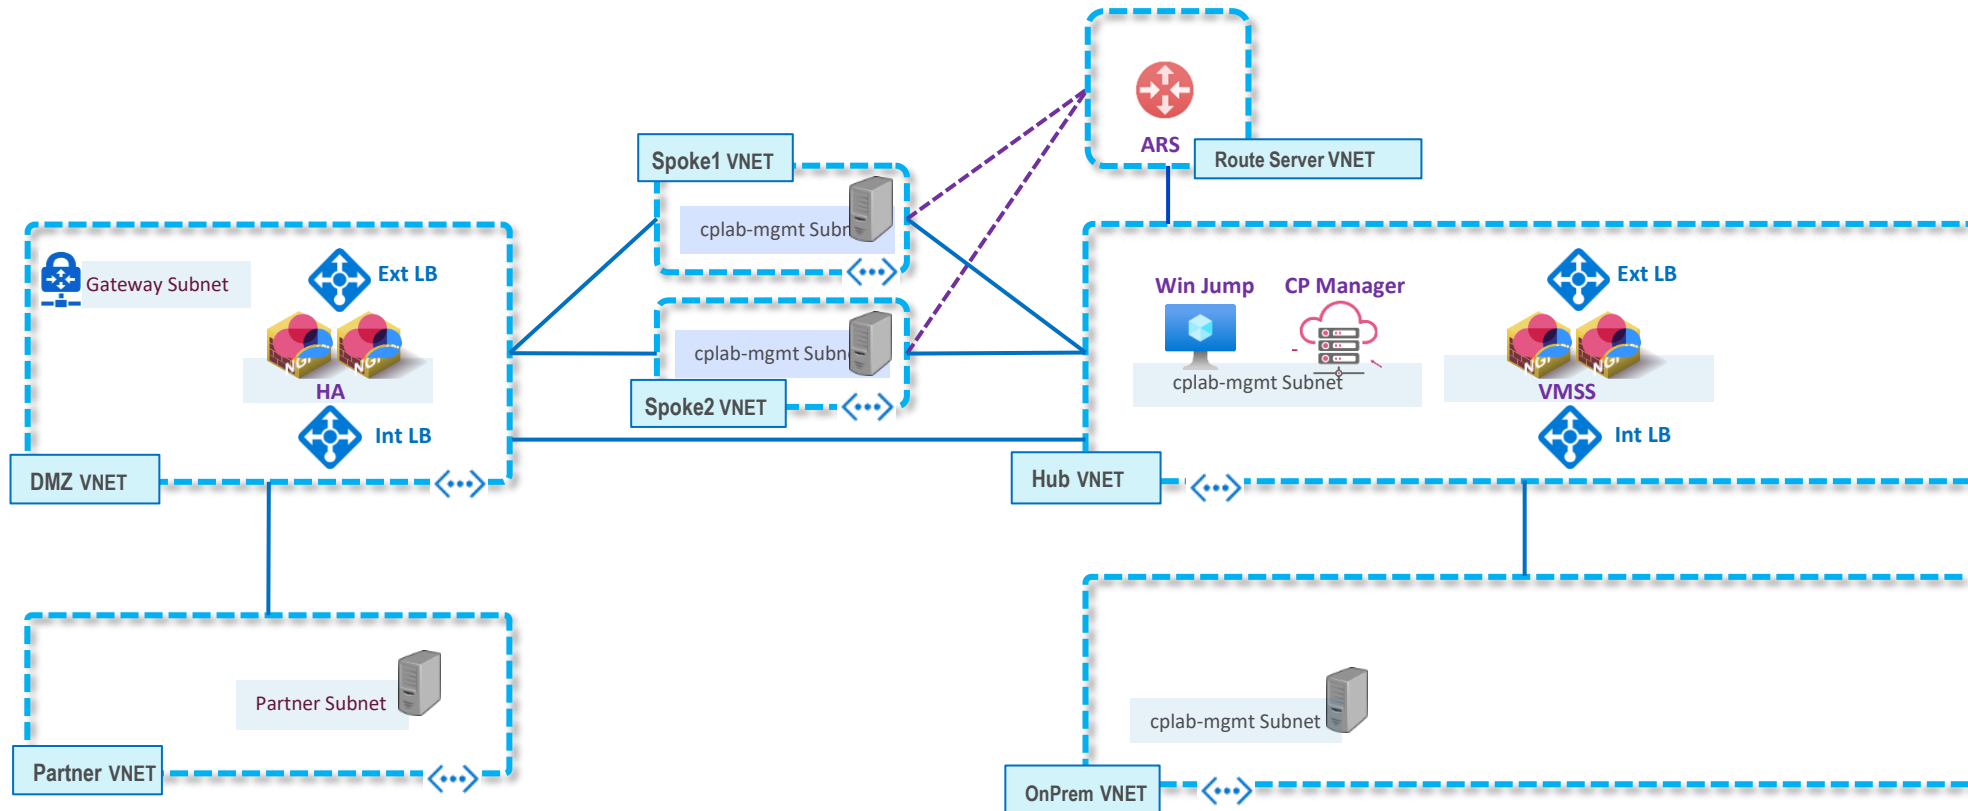 ARS
Route Server VNET
Spoke1 VNET
cplab-mgmt Subn
cplab-mgmt Subn
Spoke2 VNET
Gateway Subnet
Ext LB
HA
Int LB
DMZ VNET
Win Jump
CP Manager
cplab-mgmt Subnet
Ext LB
VMSS
Int LB
Hub VNET
Partner Subnet
Partner VNET
cplab-mgmt Subnet
OnPrem VNET